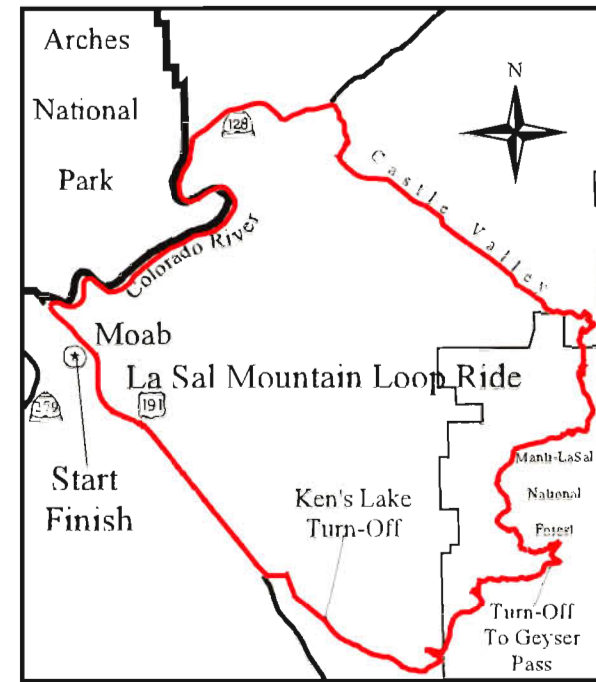 Arches
National
Park
N
128
Castle Valley
Colorado River
Moab
La Sal Mountain Loop Ride
279
191
Start
Finish
Ken's Lake
Turn-Off
Manti-LaSal
National
Forest
Turn-Off
To Geyser
Pass